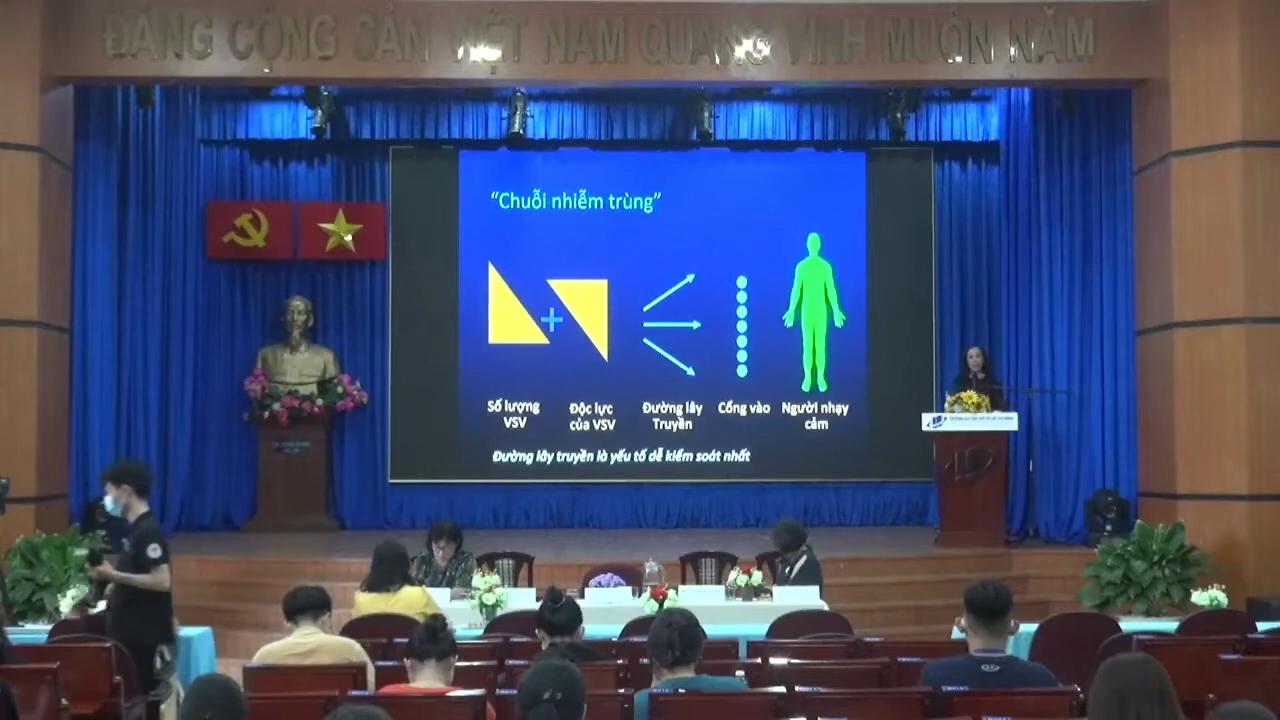 ĐẢNG CỘNG SẢN VIỆT NAM QUANG VINH MUÔN NĂM
“Chuỗi nhiễm trùng”
Số lượng VSV
Độc lực của VSV
Đường lây Truyền
Cổng vào
Người nhạy cảm
Đường lây truyền là yếu tố dễ kiểm soát nhất